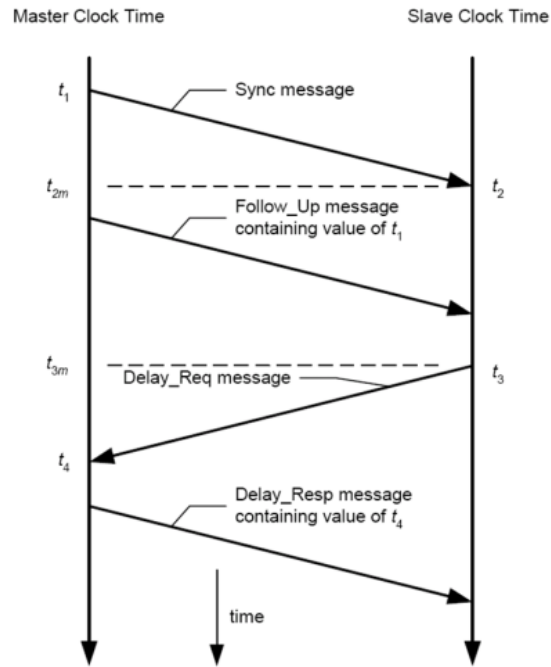 Master Clock Time
Slave Clock Time
t1
Sync message
t2m
t2
Follow_Up message
containing value of t1
t3m
t3
Delay_Req message
t4
Delay_Resp message
containing value of t4
time